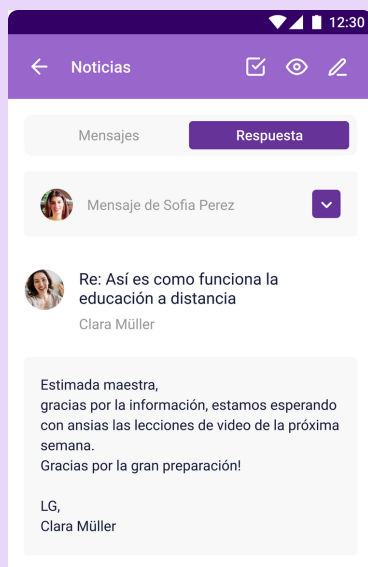 12:30
Noticias
Mensajes Respuesta
Mensaje de Sofia Perez
Re: Así es como funciona la
educación a distancia
Clara Müller
Estimada maestra,
gracias por la información, estamos esperando
con ansias las lecciones de video de la próxima
semana.
Gracias por la gran preparación!
LG,
Clara Müller